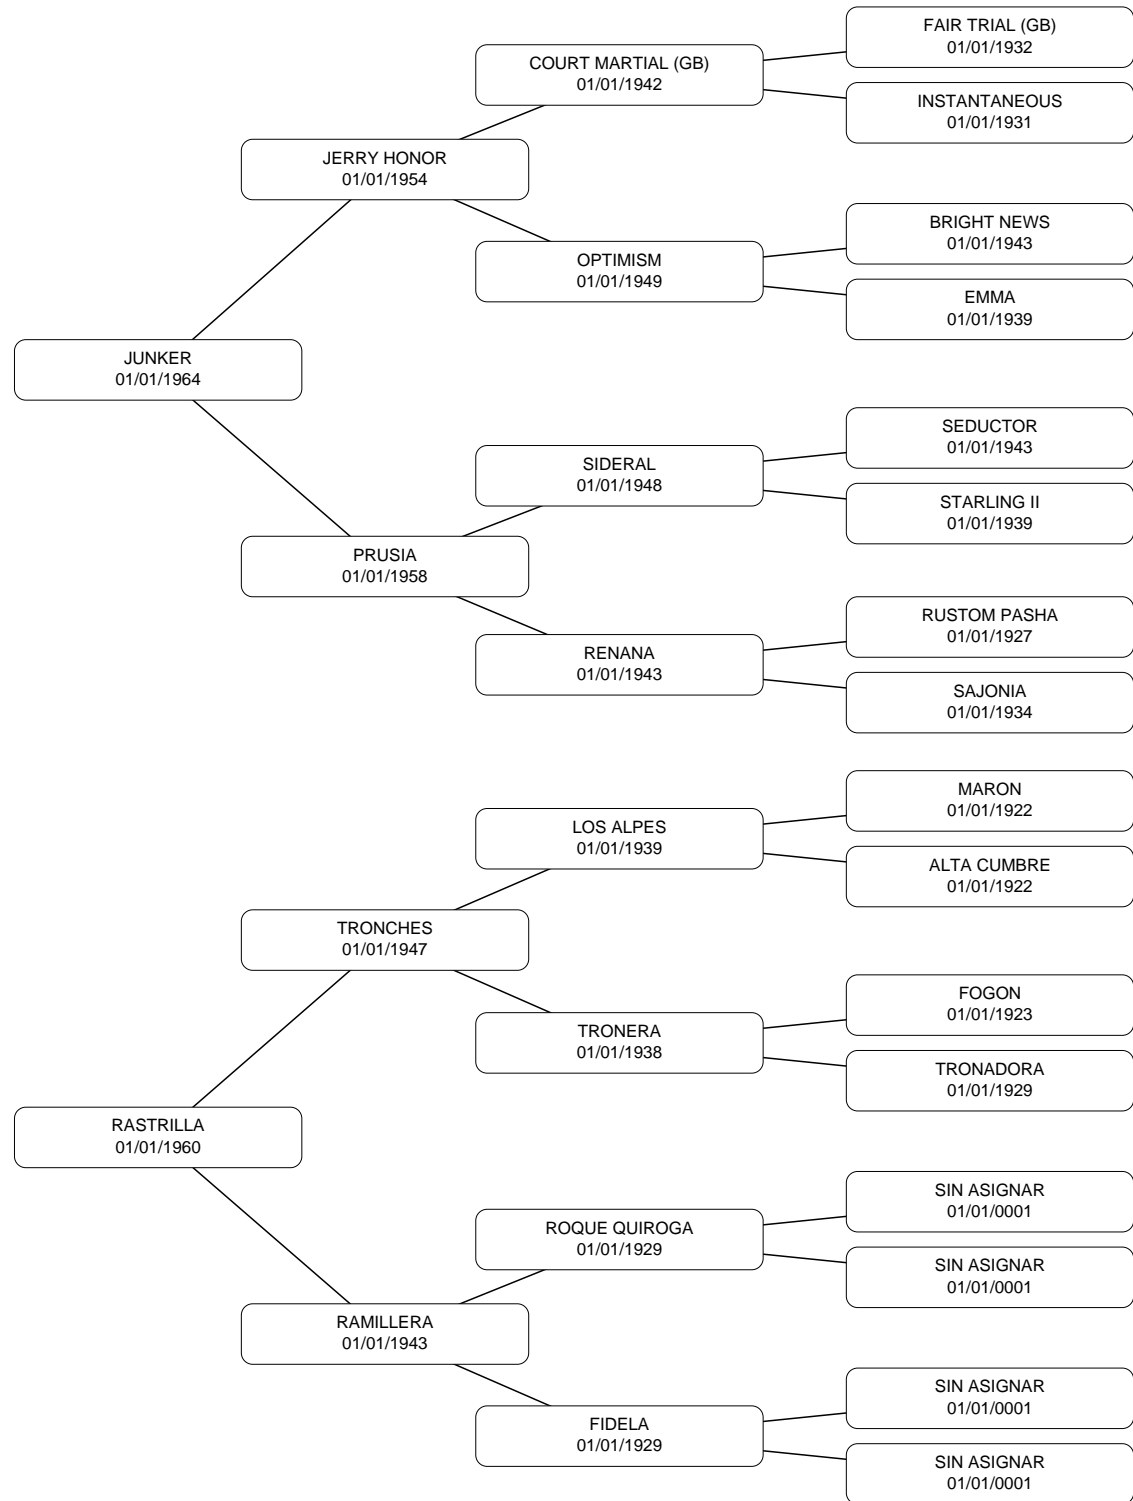 FAIR TRIAL (GB)
01/01/1932
COURT MARTIAL (GB)
01/01/1942
INSTANTANEOUS
01/01/1931
JERRY HONOR
01/01/1954
BRIGHT NEWS
01/01/1943
OPTIMISM
01/01/1949
EMMA
01/01/1939
JUNKER
01/01/1964
SEDUCTOR
01/01/1943
SIDERAL
01/01/1948
STARLING II
01/01/1939
PRUSIA
01/01/1958
RUSTOM PASHA
01/01/1927
RENANA
01/01/1943
SAJONIA
01/01/1934
MARON
01/01/1922
LOS ALPES
01/01/1939
ALTA CUMBRE
01/01/1922
TRONCHES
01/01/1947
FOGON
01/01/1923
TRONERA
01/01/1938
TRONADORA
01/01/1929
RASTRILLA
01/01/1960
SIN ASIGNAR
01/01/0001
ROQUE QUIROGA
01/01/1929
SIN ASIGNAR
01/01/0001
RAMILLERA
01/01/1943
SIN ASIGNAR
01/01/0001
FIDELA
01/01/1929
SIN ASIGNAR
01/01/0001